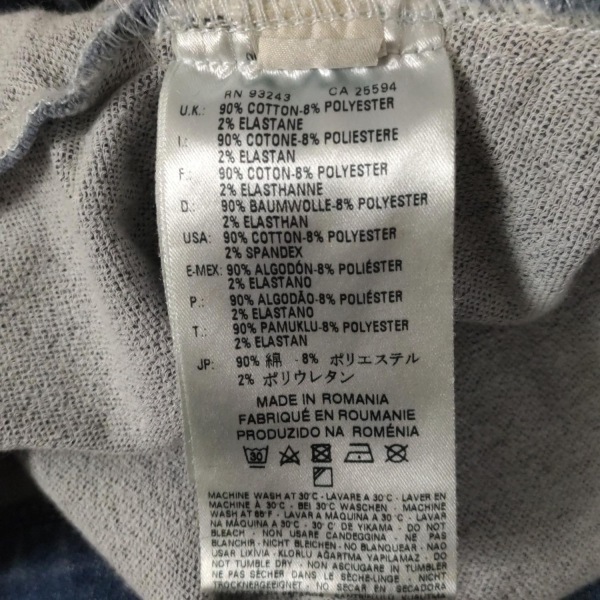 RN 93243 CA 25594
U.K.: 90% COTTON-8% POLYESTER
2% ELASTANE
I.: 90% COTONE-8% POLIESTERE
2% ELASTAN
F.: 90% COTON-8% POLYESTER
2% ELASTHANNE
D.: 90% BAUMWOLLE-8% POLYESTER
2% ELASTHAN
USA: 90% COTTON-8% POLYESTER
2% SPANDEX
E-MEX: 90% ALGODÓN-8% POLIÉSTER
2% ELASTANO
P.: 90% ALGODÃO-8% POLIÉSTER
2% ELASTANO
T.: 90% PAMUKLU-8% POLYESTER
2% ELASTAN
JP: 90% 綿 -8% ポリエステル
2% ポリウレタン
MADE IN ROMANIA
FABRIQUÉ EN ROUMANIE
PRODUZIDO NA ROMÉNIA
30
MACHINE WASH AT 30°C - LAVARE A 30°C - LAVER EN
MACHINE À 30°C - BEI 30°C WASCHEN - MACHINE
WASH AT 85°F - LAVAR A MÁQUINA A 30°C - LAVAR
NA MÁQUINA A 30°C - 30°C DE YIKAMA - DO NOT
BLEACH - NON USARE CANDEGGINA - NE PAS
BLANCHIR - NICHT BLEICHEN - NO BLANQUEAR - NÃO
USAR LIXÍVIA - KLORLU AĞARTMA YAPILAMAZ - DO
NOT TUMBLE DRY - NON ASCIUGARE IN TUMBLER
NE PAS SÉCHER DANS LE SÈCHE-LINGE - NICHT
TROCKNERGEEIGNET - NO SECAR EN SECADORA